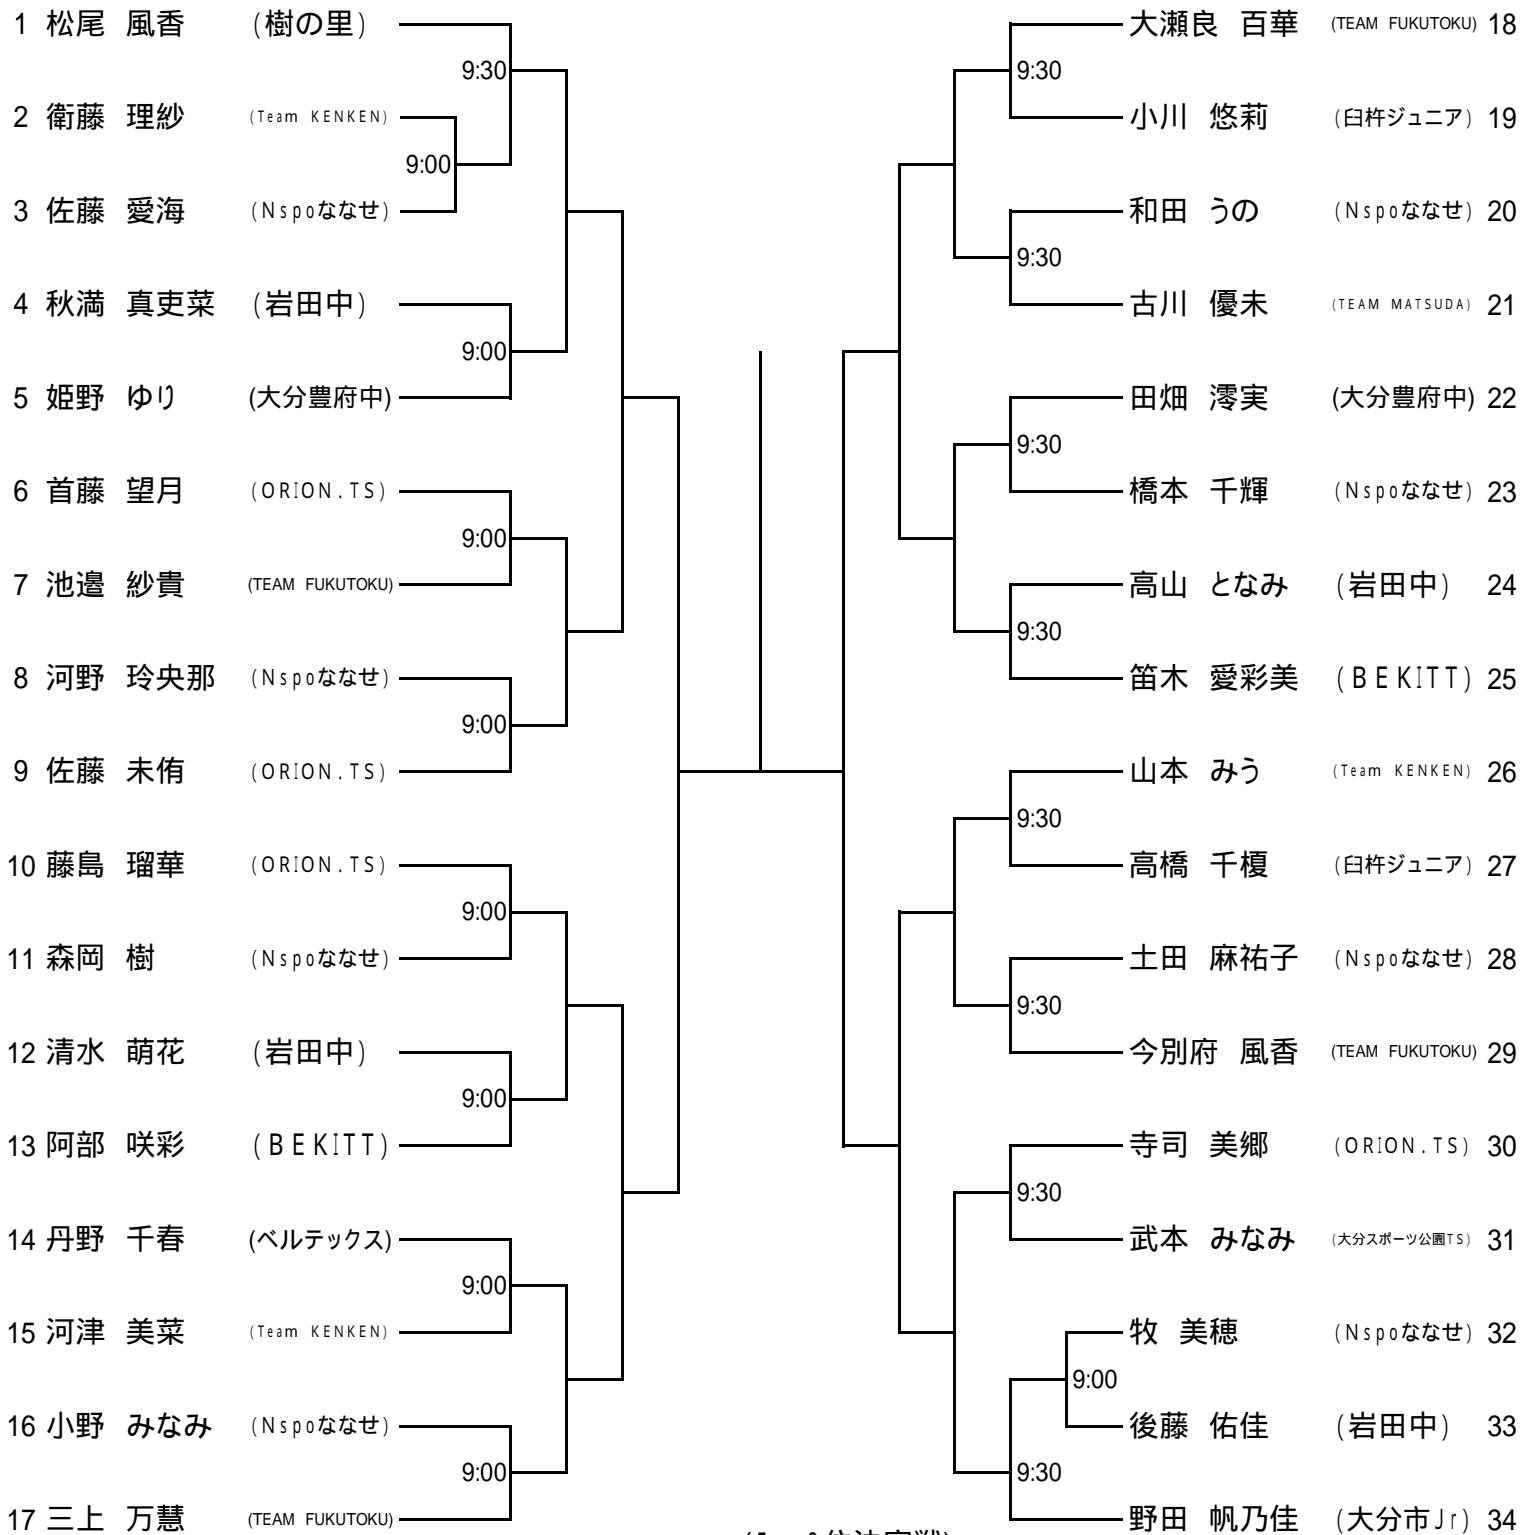 1 松尾 風香 (樹の里)
9:30
2 衛藤 理紗 (Team KENKEN)
9:00
3 佐藤 愛海 (Nspoななせ)
4 秋満 真吏菜 (岩田中)
9:00
5 姫野 ゆり (大分豊府中)
6 首藤 望月 (ORION.TS)
9:00
7 池邉 紗貴 (TEAM FUKUTOKU)
8 河野 玲央那 (Nspoななせ)
9:00
9 佐藤 未侑 (ORION.TS)
10 藤島 瑠華 (ORION.TS)
9:00
11 森岡 樹 (Nspoななせ)
12 清水 萌花 (岩田中)
9:00
13 阿部 咲彩 (BEKITT)
14 丹野 千春 (ベルテックス)
9:00
15 河津 美菜 (Team KENKEN)
16 小野 みなみ (Nspoななせ)
9:00
17 三上 万慧 (TEAM FUKUTOKU)
大瀬良 百華 (TEAM FUKUTOKU) 18
9:30
小川 悠莉 (臼杵ジュニア) 19
和田 うの (Nspoななせ) 20
9:30
古川 優未 (TEAM MATSUDA) 21
田畑 澪実 (大分豊府中) 22
9:30
橋本 千輝 (Nspoななせ) 23
高山 となみ (岩田中) 24
9:30
笛木 愛彩美 (BEKITT) 25
山本 みう (Team KENKEN) 26
9:30
高橋 千榎 (臼杵ジュニア) 27
土田 麻祐子 (Nspoななせ) 28
9:30
今別府 風香 (TEAM FUKUTOKU) 29
寺司 美郷 (ORION.TS) 30
9:30
武本 みなみ (大分スポーツ公園TS) 31
牧 美穂 (Nspoななせ) 32
9:00
後藤 佑佳 (岩田中) 33
9:30
野田 帆乃佳 (大分市Jr) 34